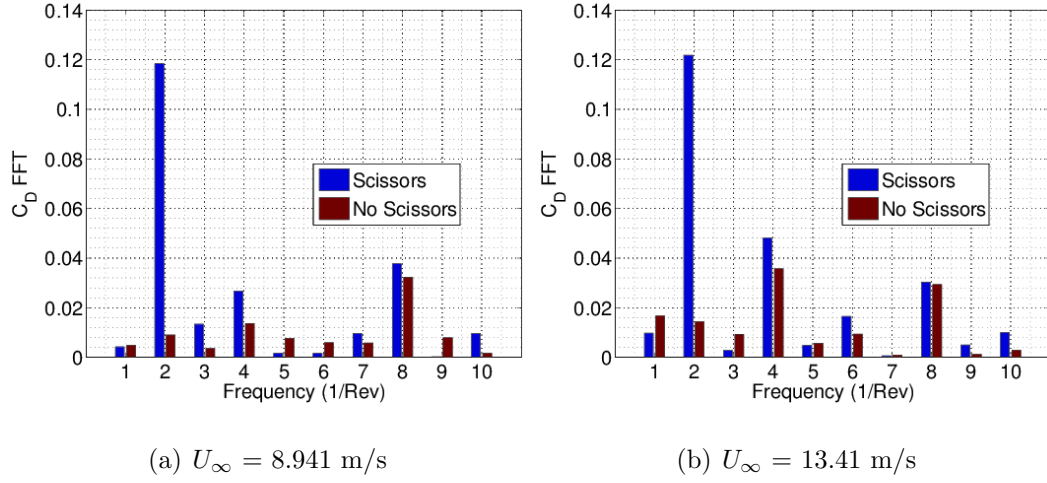 0.14
0.12
0.1
0.08
0.06
0.04
0.02
0
C_D FFT
Scissors
No Scissors
1 2 3 4 5 6 7 8 9 10
Frequency (1/Rev)
(a) U_∞ = 8.941 m/s
0.14
0.12
0.1
0.08
0.06
0.04
0.02
0
C_D FFT
Scissors
No Scissors
1 2 3 4 5 6 7 8 9 10
Frequency (1/Rev)
(b) U_∞ = 13.41 m/s